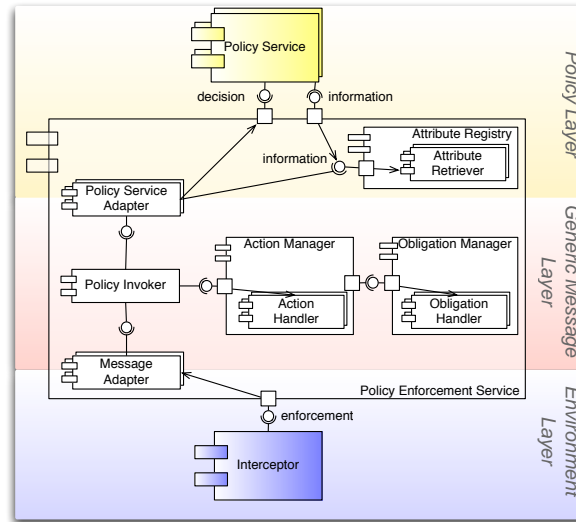 Policy Service
decision
information
Policy Layer
Attribute Registry
information
Attribute
Retriever
Policy Service
Adapter
Generic Message
Layer
Action Manager
Obligation Manager
Policy Invoker
Action
Handler
Obligation
Handler
Message
Adapter
Policy Enforcement Service
enforcement
Environment
Layer
Interceptor